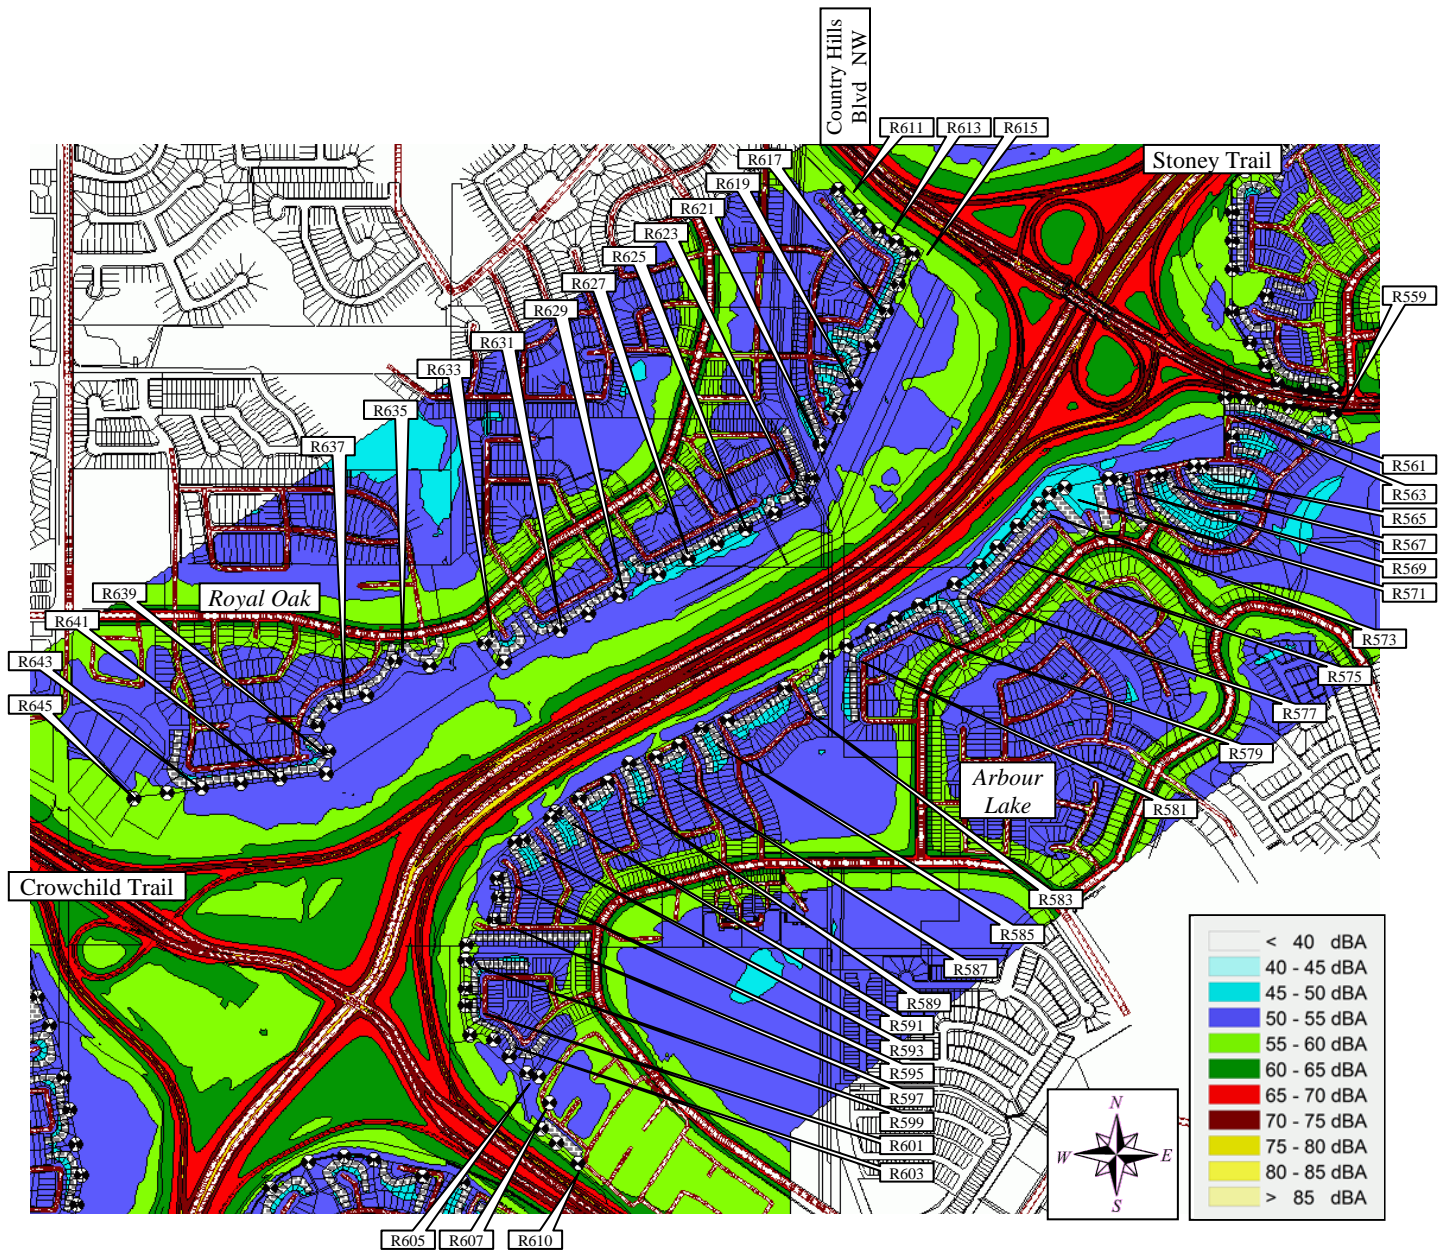 Country Hills
Blvd NW
R611
R613
R615
R617
Stoney Trail
R619
R621
R623
R625
R627
R629
R631
R633
R635
R637
R559
R561
R563
R565
R567
R569
R571
R573
R575
R577
R579
R581
R583
R585
R587
R589
R591
R593
R595
R597
R599
R601
R603
Royal Oak
R639
R641
R643
R645
Arbour
Lake
Crowchild Trail
< 40 dBA
40 - 45 dBA
45 - 50 dBA
50 - 55 dBA
55 - 60 dBA
60 - 65 dBA
65 - 70 dBA
70 - 75 dBA
75 - 80 dBA
80 - 85 dBA
> 85 dBA
N
W E
S
R605
R607
R610